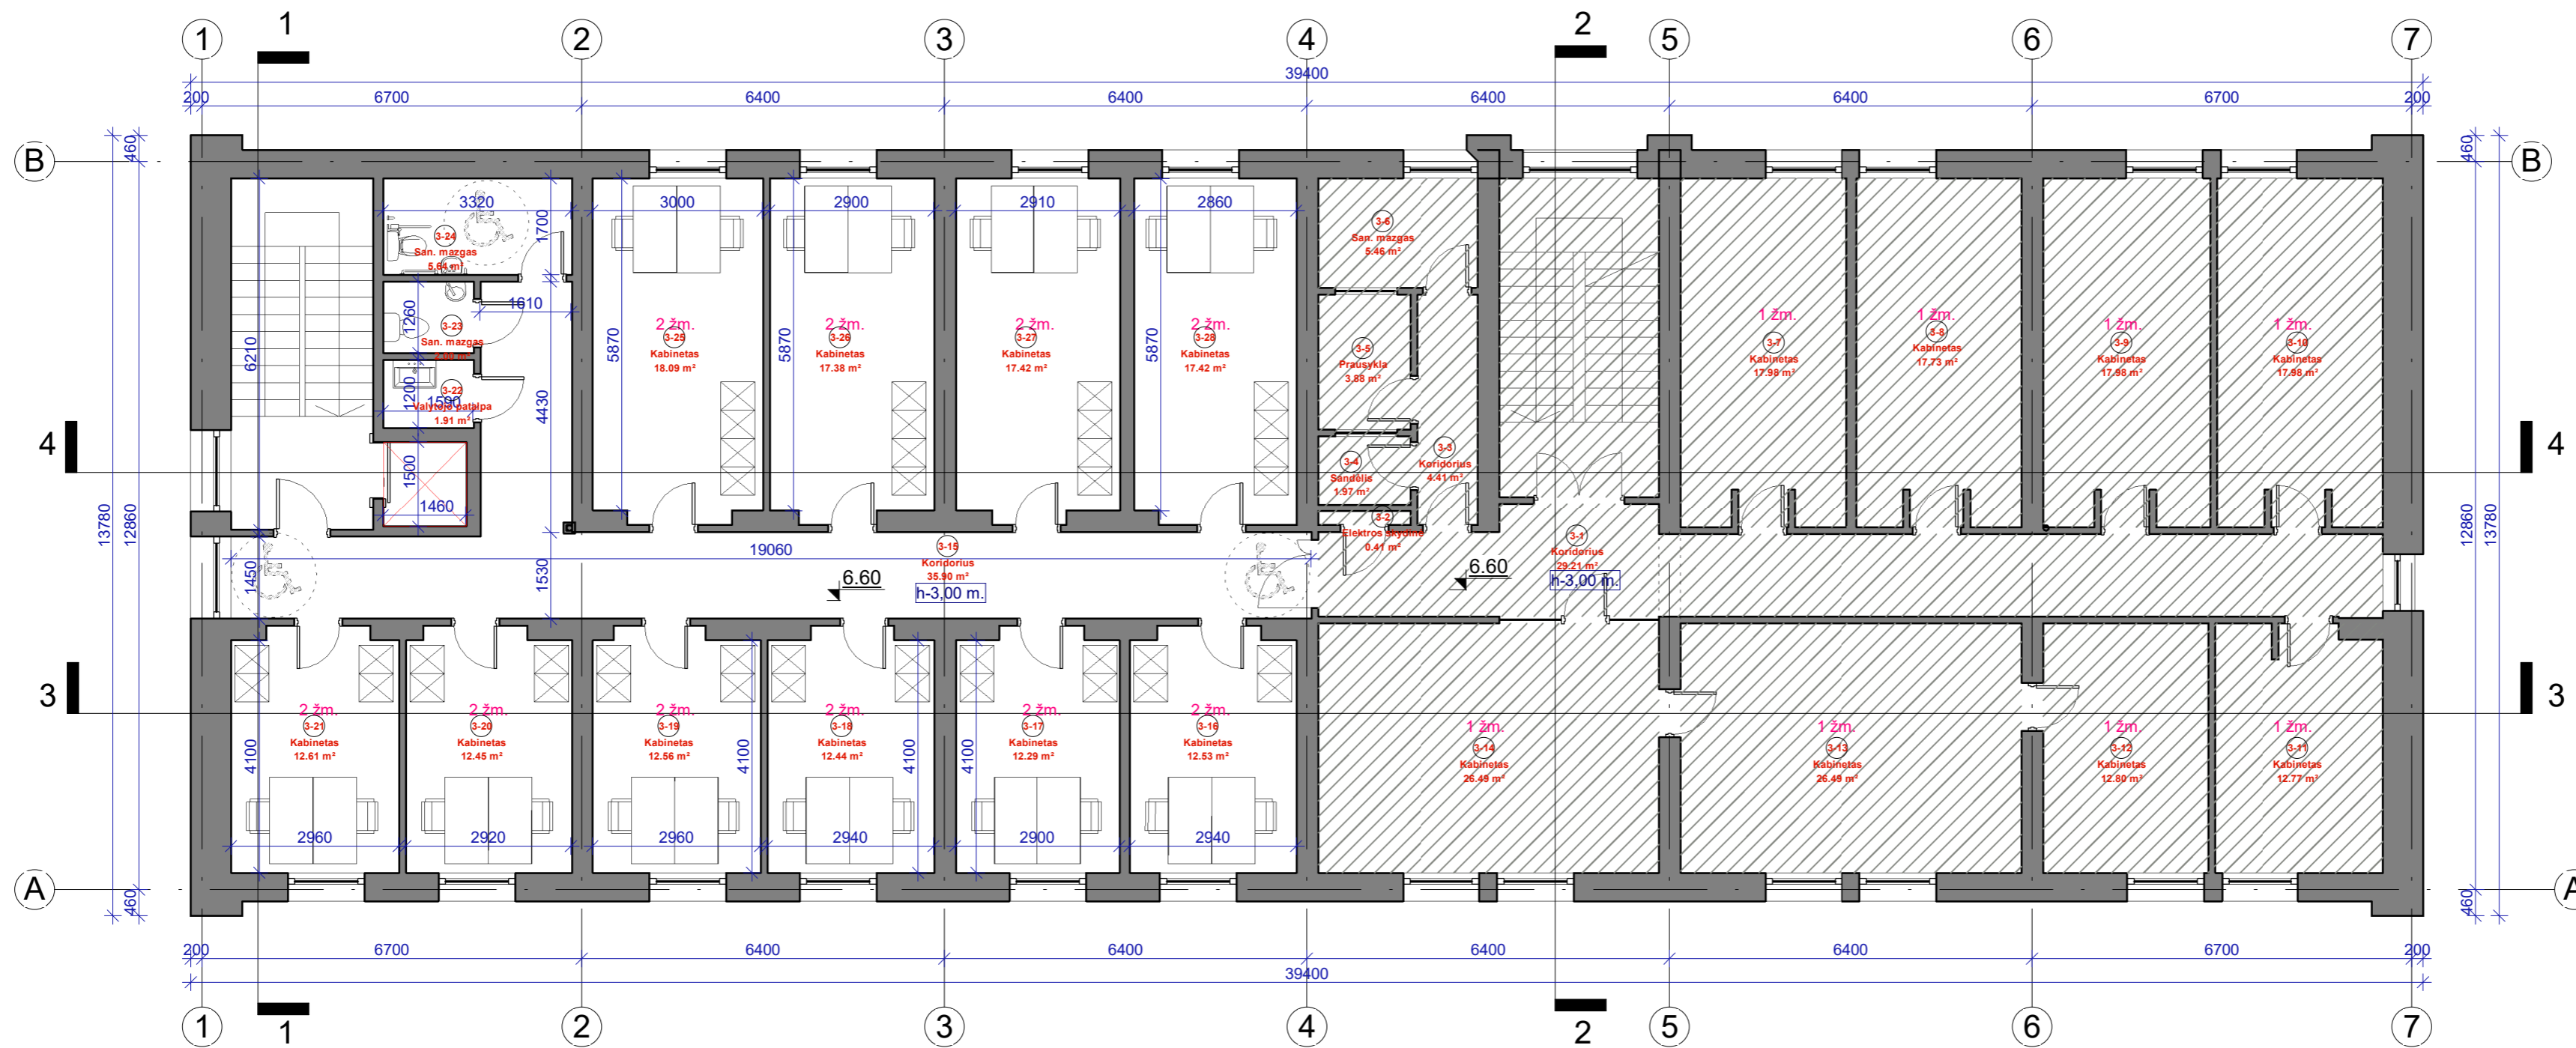 1 2
1 2 3 4 5 6 7
39400
200 6700 6400 6400 6400 6400 6700 200
B B
460 460
3320 3000 2900 2910 2860
1700
3-24
San. mazgas
3-6
San. mazgas
5.46 m²
1260
1610
3-23
San. mazgas
6210
5870 5870 5870
2 žm.
3-25
Kabinetas
18.09 m²
2 žm.
3-26
Kabinetas
17.38 m²
2 žm.
3-27
Kabinetas
17.42 m²
2 žm.
3-28
Kabinetas
17.42 m²
3-5
Prausykla
3.88 m²
1 žm.
3-7
Kabinetas
17.98 m²
1 žm.
3-8
Kabinetas
17.73 m²
1 žm.
3-9
Kabinetas
17.98 m²
1 žm.
3-10
Kabinetas
17.98 m²
3-22
Valytojo patalpa
1.91 m²
1200
1590
4430
4 4
1500
1460
3-4
Sandėlis
1.97 m²
3-3
Koridorius
4.41 m²
3-2
Elektros skydinė
0.41 m²
13780 12860 12860 13780
1450
19060
1530
3-15
Koridorius
35.90 m²
h-3,00 m.
6.60
6.60
3-1
Koridorius
29.21 m²
h-3,00 m.
3 3
4100 4100 4100 4100
2 žm.
3-21
Kabinetas
12.61 m²
2 žm.
3-20
Kabinetas
12.45 m²
2 žm.
3-19
Kabinetas
12.56 m²
2 žm.
3-18
Kabinetas
12.44 m²
2 žm.
3-17
Kabinetas
12.29 m²
2 žm.
3-16
Kabinetas
12.53 m²
1 žm.
3-14
Kabinetas
26.49 m²
1 žm.
3-13
Kabinetas
26.49 m²
1 žm.
3-12
Kabinetas
12.80 m²
1 žm.
3-11
Kabinetas
12.77 m²
2960 2920 2960 2940 2900 2940
A A
460 460
200 6700 6400 6400 6400 6400 6700 200
39400
1 2 3 4 5 6 7
1 2